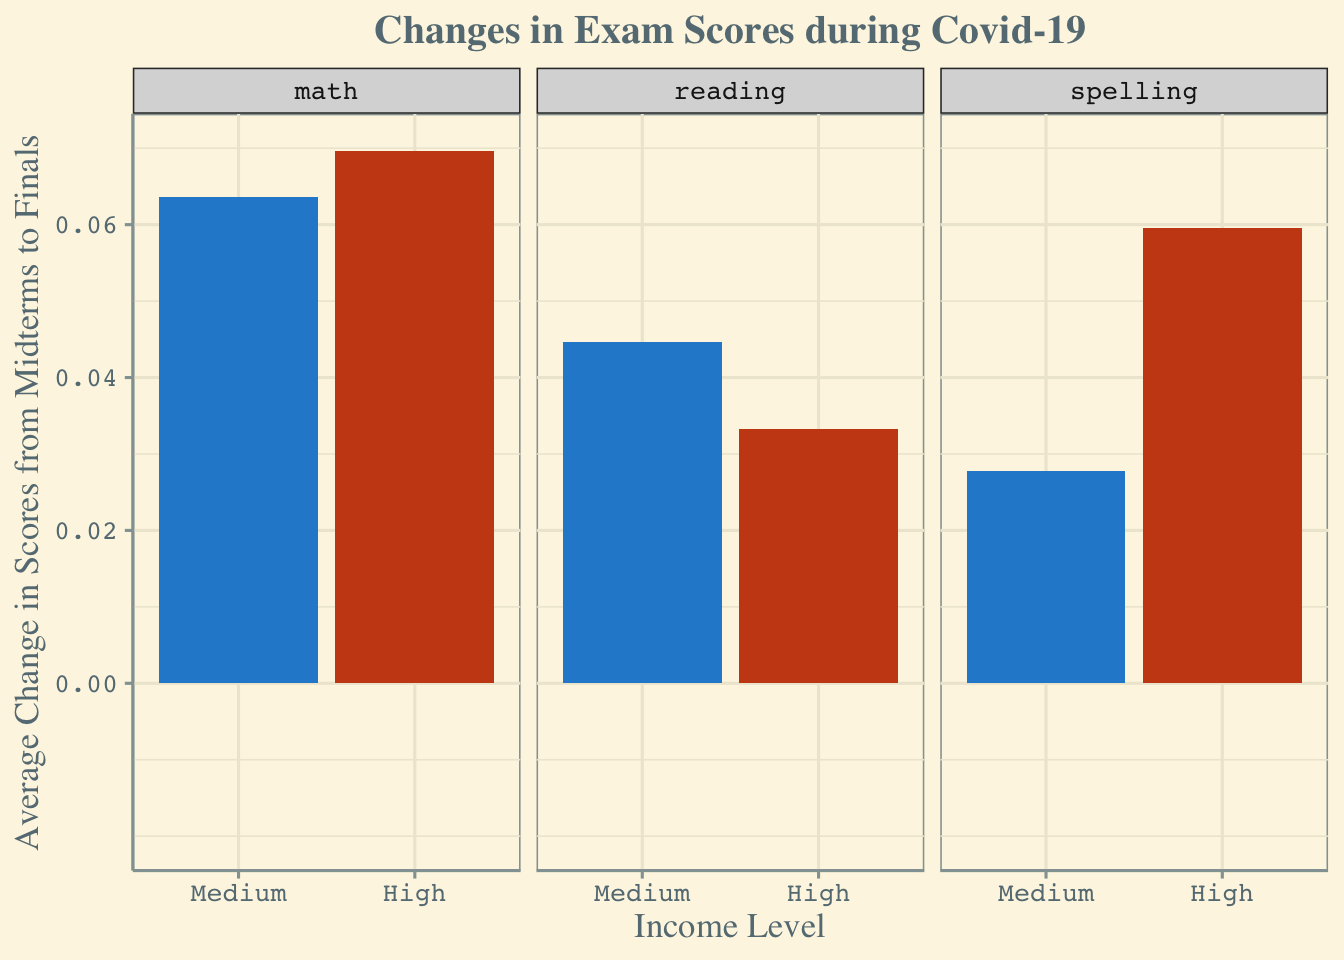 Changes in Exam Scores during Covid-19
math
reading
spelling
Average Change in Scores from Midterms to Finals
0.06
0.04
0.02
0.00
Medium High Medium High Medium High
Income Level